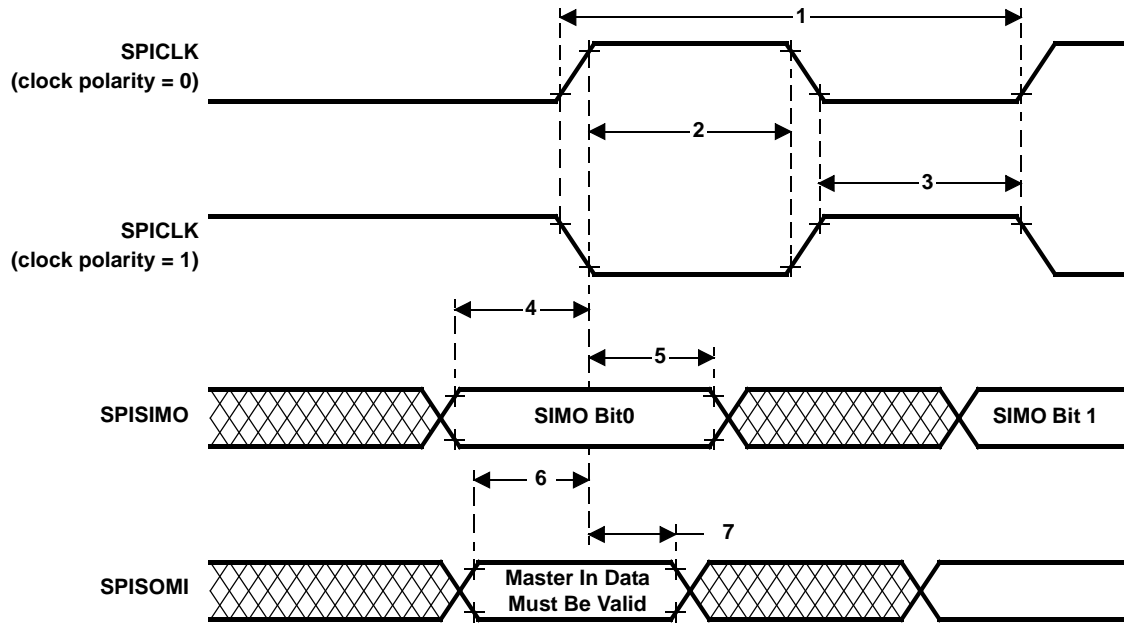 1
SPICLK
(clock polarity = 0)
2
3
SPICLK
(clock polarity = 1)
4
5
SPISIMO
SIMO Bit0
SIMO Bit 1
6
7
SPISOMI
Master In Data
Must Be Valid